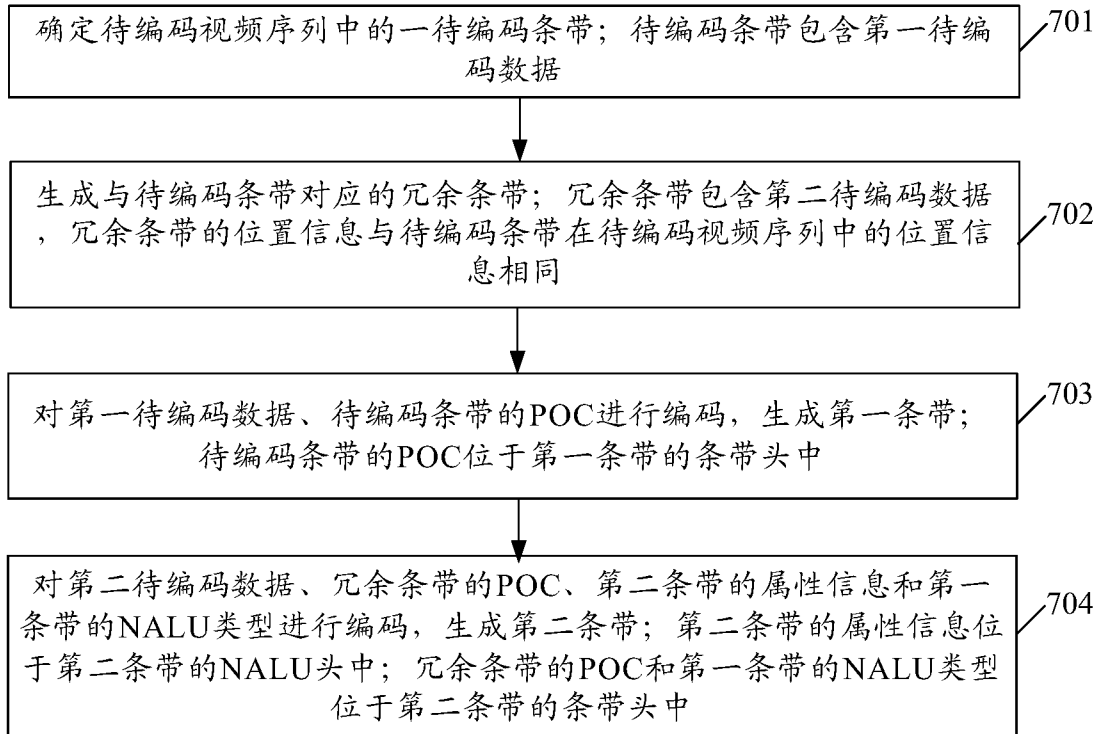 确定待编码视频序列中的一待编码条带；待编码条带包含第一待编
码数据
701
生成与待编码条带对应的冗余条带；冗余条带包含第二待编码数据
，冗余条带的位置信息与待编码条带在待编码视频序列中的位置信
息相同
702
对第一待编码数据、待编码条带的POC进行编码，生成第一条带；
待编码条带的POC位于第一条带的条带头中
703
对第二待编码数据、冗余条带的POC、第二条带的属性信息和第一
条带的NALU类型进行编码，生成第二条带；第二条带的属性信息位
于第二条带的NALU头中；冗余条带的POC和第一条带的NALU类型
位于第二条带的条带头中
704